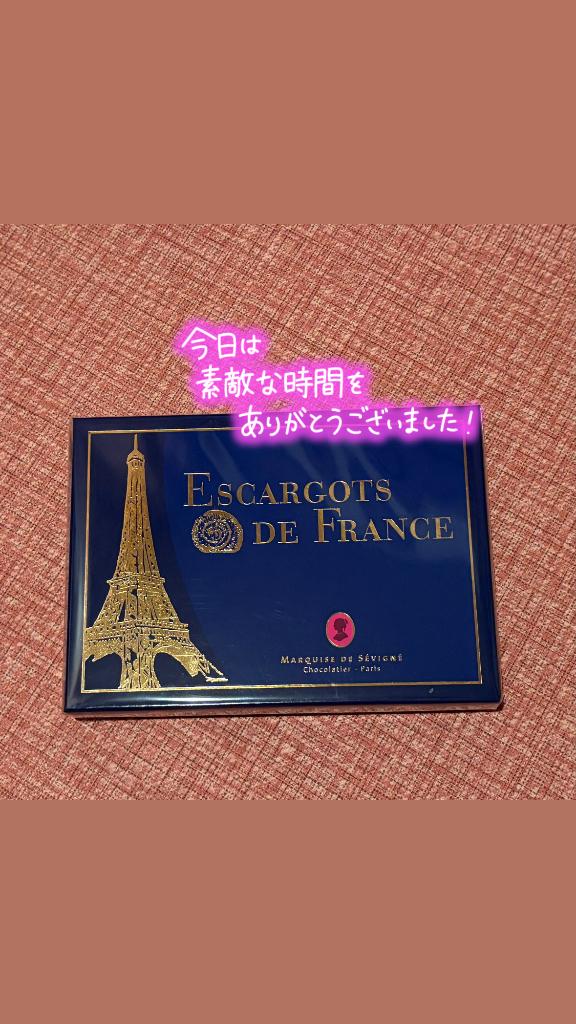 今日は
素敵な時間を
ありがとうございました!
ESCARGOTS
DE FRANCE
MARQUISE DE SÉVIGNÉ
Chocolatier - Paris